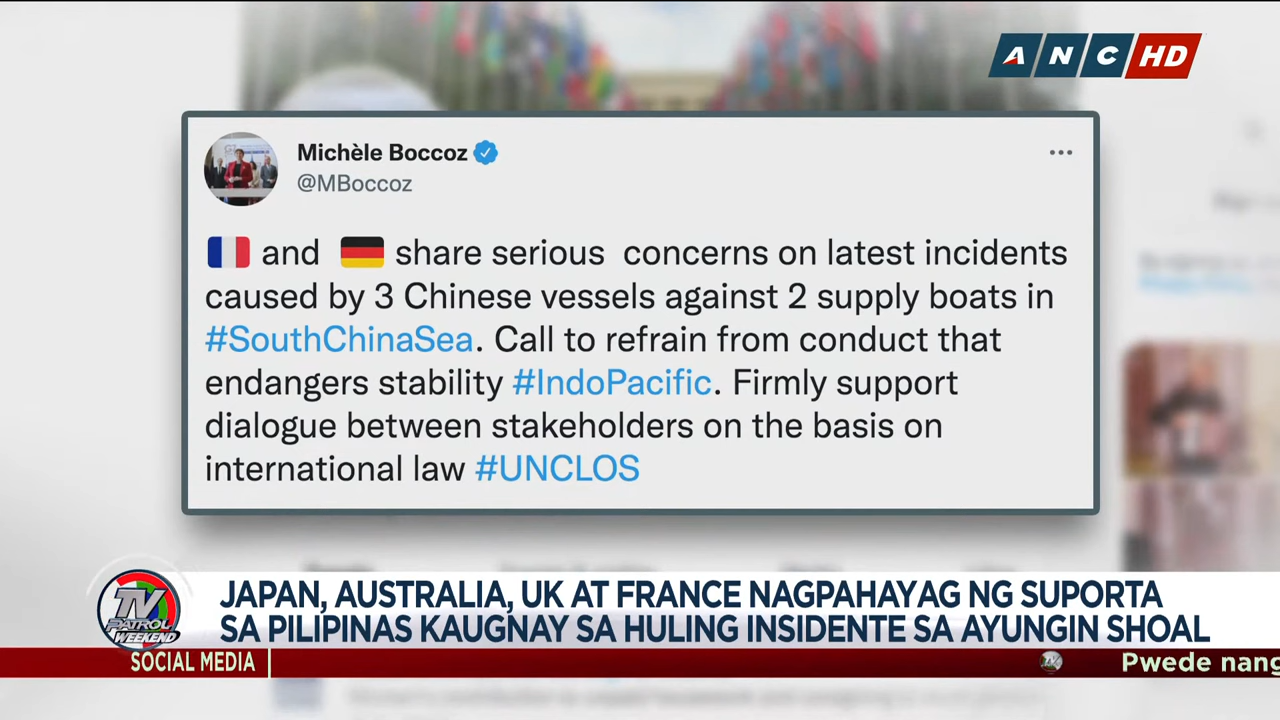 ANC HD
Michèle Boccoz
@MBoccoz
🇫🇷 and 🇩🇪 share serious concerns on latest incidents
caused by 3 Chinese vessels against 2 supply boats in
#SouthChinaSea. Call to refrain from conduct that
endangers stability #IndoPacific. Firmly support
dialogue between stakeholders on the basis on
international law #UNCLOS
TV
PATROL
WEEKEND
JAPAN, AUSTRALIA, UK AT FRANCE NAGPAHAYAG NG SUPORTA
SA PILIPINAS KAUGNAY SA HULING INSIDENTE SA AYUNGIN SHOAL
SOCIAL MEDIA
Pwede nang